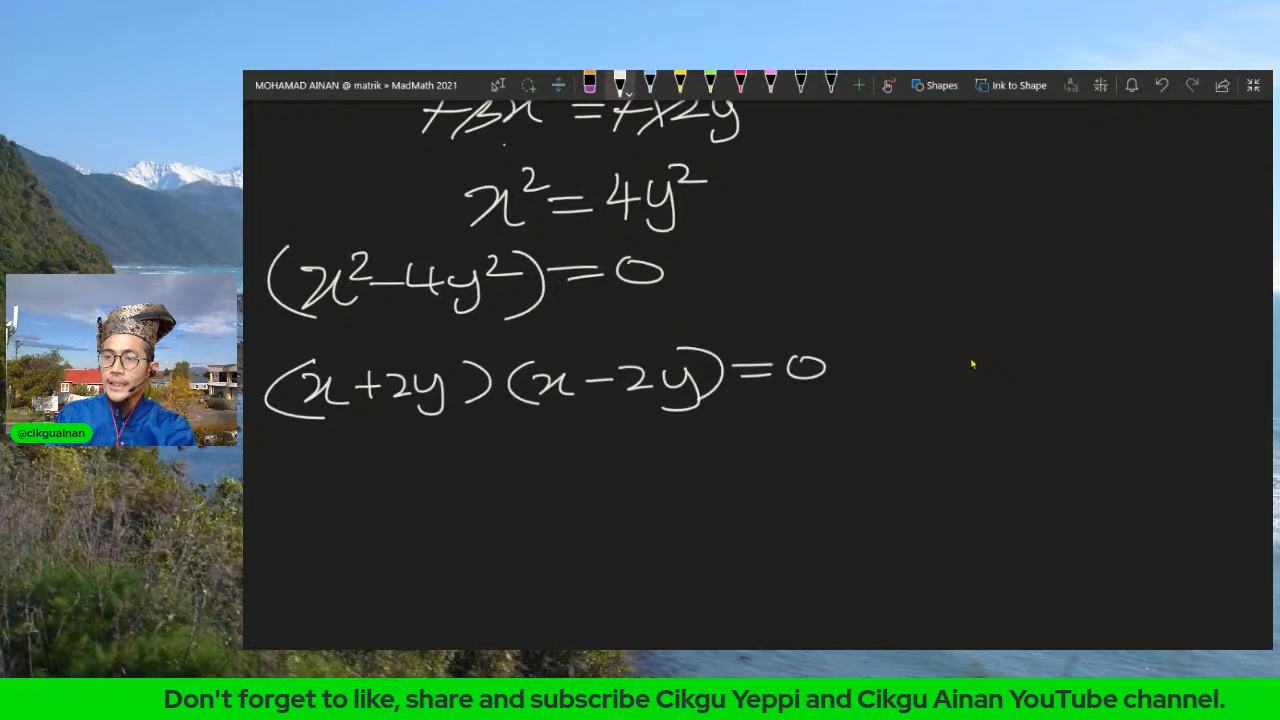 MOHAMAD AINAN @ matrik » MadMath 2021
Shapes
Ink to Shape
x² = 4y²
(x² - 4y²) = 0
(x + 2y) (x - 2y) = 0
@cikguainan
Don't forget to like, share and subscribe Cikgu Yeppi and Cikgu Ainan YouTube channel.